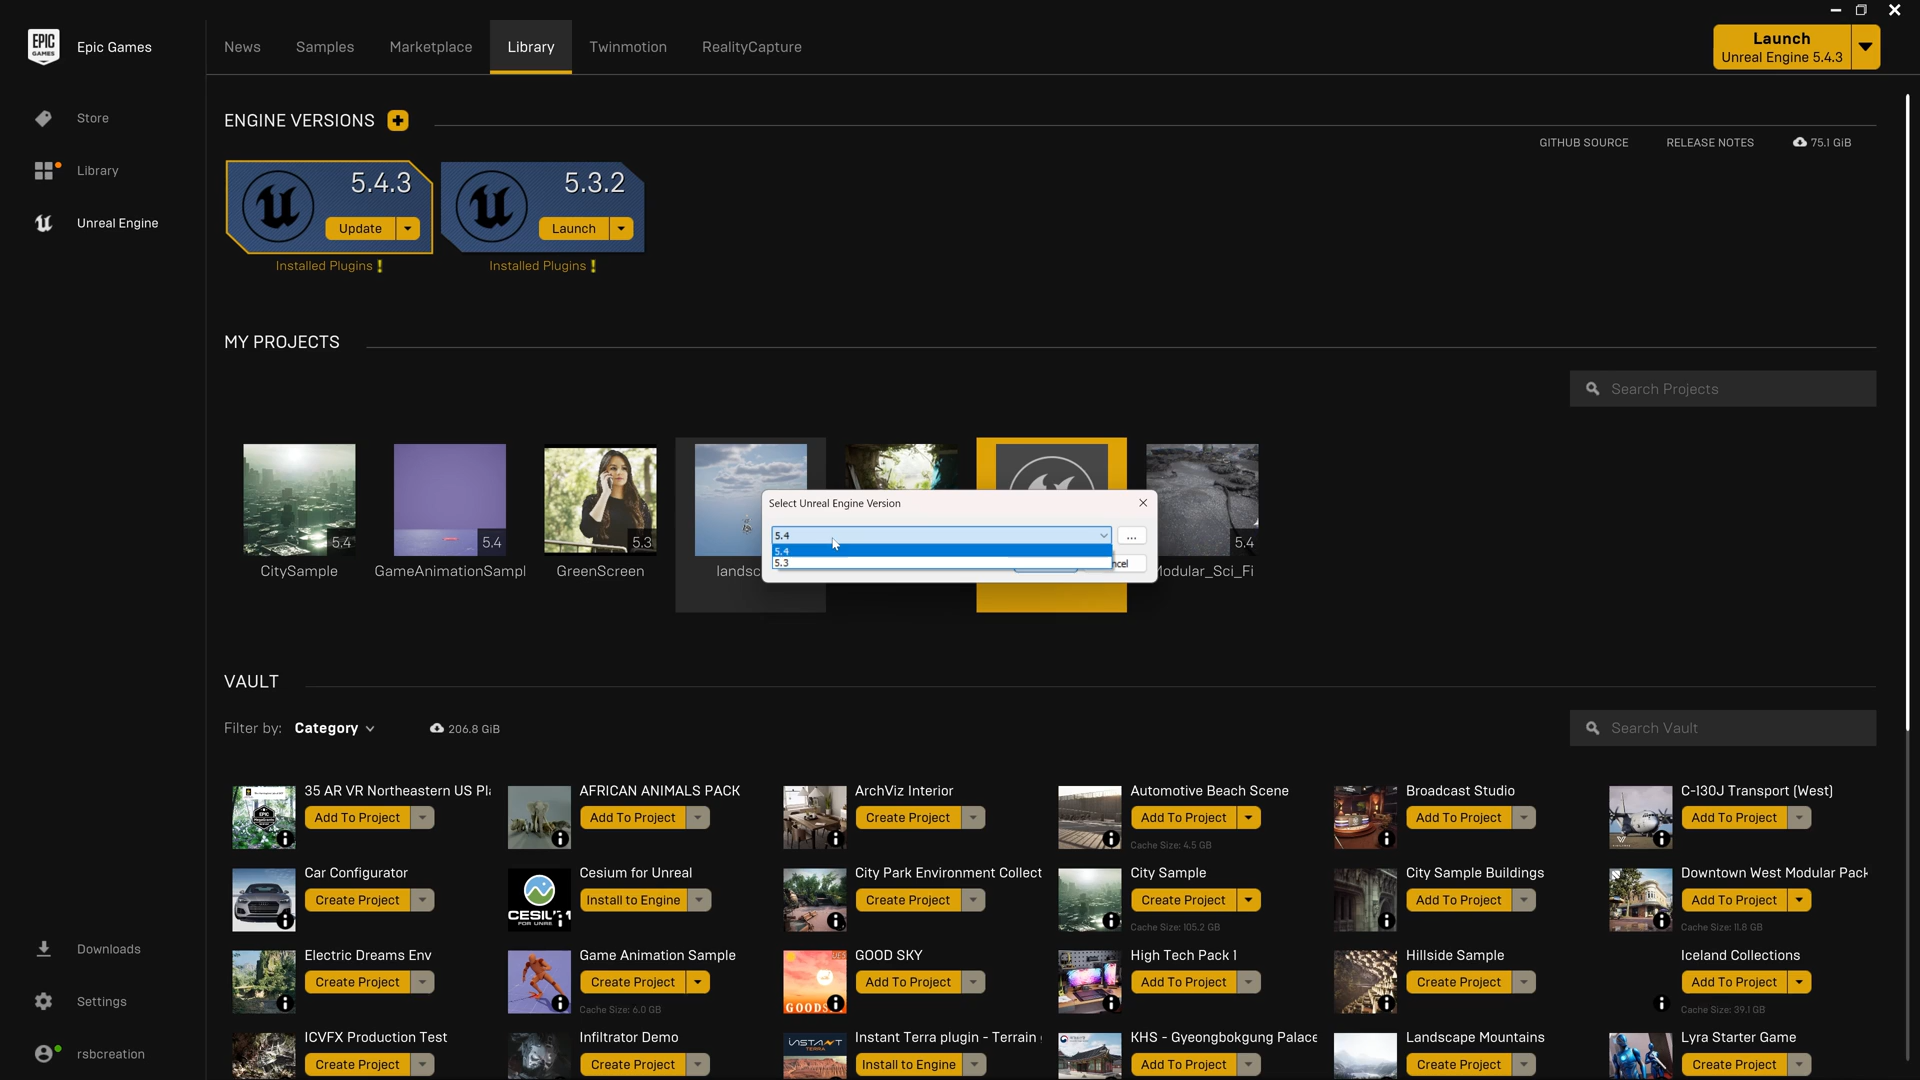 EPIC GAMES
Epic Games
News
Samples
Marketplace
Library
Twinmotion
RealityCapture
Launch
Unreal Engine 5.4.3
Store
Library
Unreal Engine
ENGINE VERSIONS
GITHUB SOURCE
RELEASE NOTES
75.1 GiB
5.4.3
Update
Installed Plugins
5.3.2
Launch
Installed Plugins
MY PROJECTS
Search Projects
5.4
CitySample
5.4
GameAnimationSampl
5.3
GreenScreen
landsc
5.4
Modular_Sci_Fi
Select Unreal Engine Version
5.4
...
5.4
5.3
ncel
VAULT
Filter by: Category
206.8 GiB
Search Vault
35 AR VR Northeastern US Pl
Add To Project
AFRICAN ANIMALS PACK
Add To Project
ArchViz Interior
Create Project
Automotive Beach Scene
Add To Project
Cache Size: 4.5 GB
Broadcast Studio
Add To Project
C-130J Transport (West)
Add To Project
Car Configurator
Create Project
CESIUM
FOR UNRE
Cesium for Unreal
Install to Engine
City Park Environment Collect
Create Project
City Sample
Create Project
Cache Size: 105.2 GB
City Sample Buildings
Add To Project
Downtown West Modular Pack
Add To Project
Cache Size: 11.8 GB
Electric Dreams Env
Create Project
Game Animation Sample
Create Project
Cache Size: 6.0 GB
GOODS
GOOD SKY
Add To Project
High Tech Pack 1
Add To Project
Hillside Sample
Create Project
Iceland Collections
Add To Project
Cache Size: 39.1 GB
ICVFX Production Test
Create Project
Infiltrator Demo
Create Project
INSTANT
TERRA
Instant Terra plugin - Terrain
Install to Engine
KHS - Gyeongbokgung Palace
Add To Project
Landscape Mountains
Create Project
Lyra Starter Game
Create Project
Downloads
Settings
rsbcreation